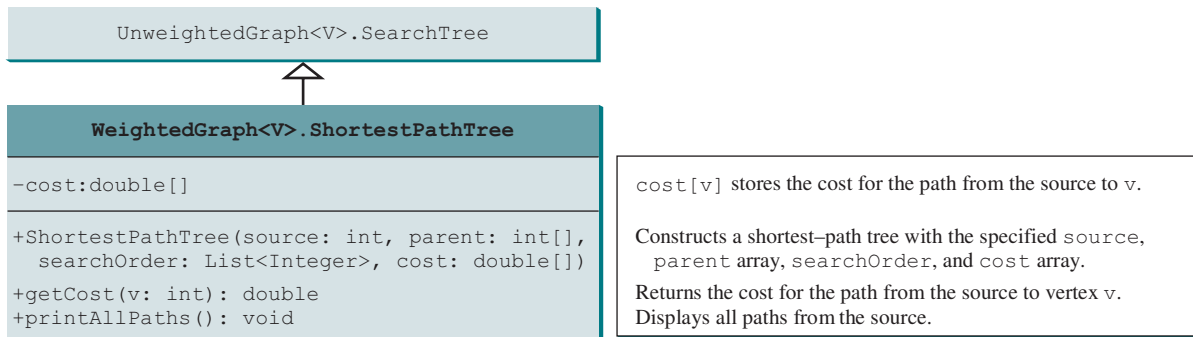 UnweightedGraph<V>.SearchTree
WeightedGraph<V>.ShortestPathTree
-cost:double[]
cost[v] stores the cost for the path from the source to v.
+ShortestPathTree(source: int, parent: int[],
searchOrder: List<Integer>, cost: double[])
Constructs a shortest–path tree with the specified source,
parent array, searchOrder, and cost array.
+getCost(v: int): double
Returns the cost for the path from the source to vertex v.
+printAllPaths(): void
Displays all paths from the source.